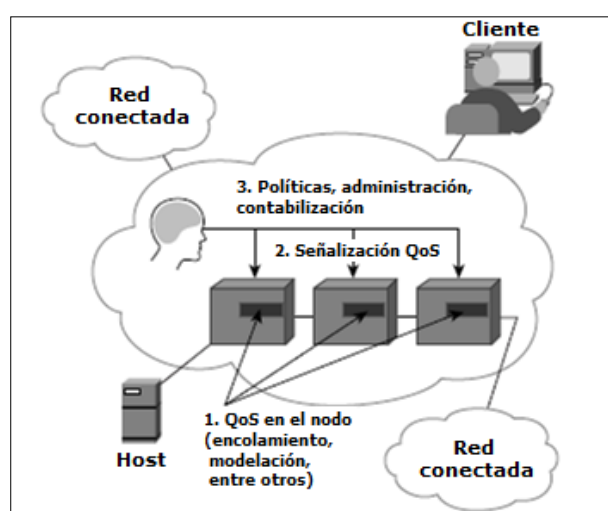 Cliente
Red
conectada
3. Políticas, administración,
contabilización
2. Señalización QoS
1. QoS en el nodo
(encolamiento,
modelación,
entre otros)
Host
Red
conectada